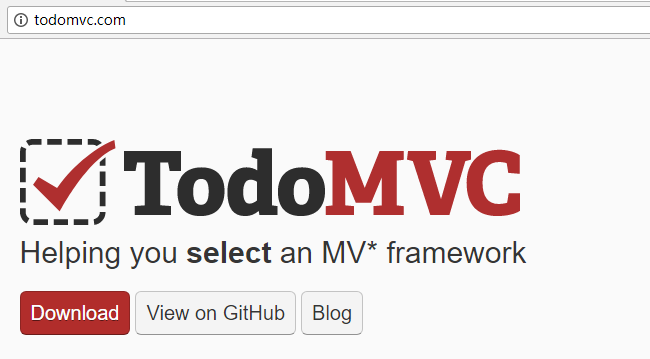 todomvc.com
TodoMVC
Helping you select an MV* framework
Download View on GitHub Blog